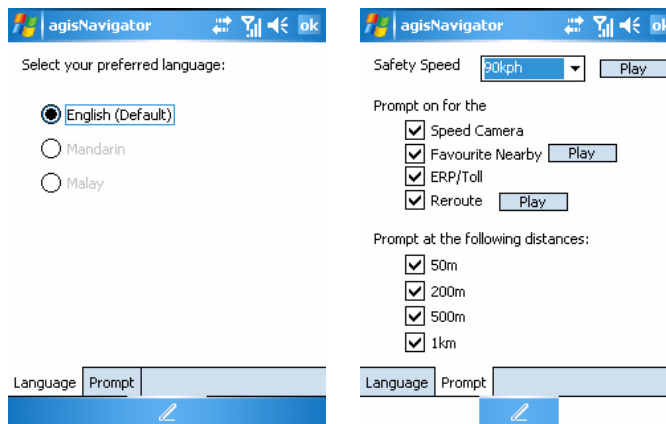 agisNavigator ok
Select your preferred language:
English (Default)
Mandarin
Malay
Language Prompt
agisNavigator ok
Safety Speed 90kph Play
Prompt on for the
Speed Camera
Favourite Nearby Play
ERP/Toll
Reroute Play
Prompt at the following distances:
50m
200m
500m
1km
Language Prompt